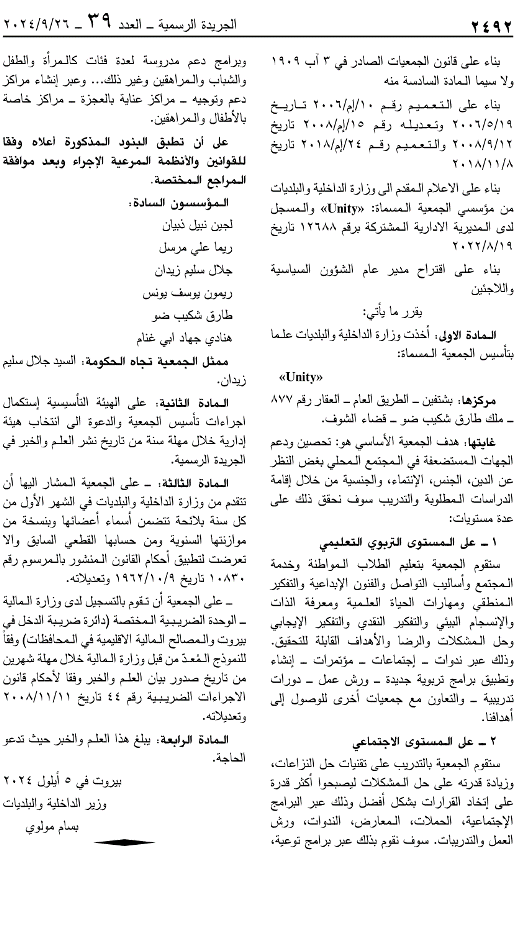 ٢٤٩٢
الجريدة الرسمية ــ العدد ٣٩ ــ ٢٠٢٤/٩/٢٦
بناء على قانون الجمعيات الصادر في ٣ آب ١٩٠٩
ولا سيما المادة السادسة منه
بناء على التعميم رقم ١٠/إم/٢٠٠٦ تاريخ
٢٠٠٦/٥/١٩ وتعديله رقم ١٥/إم/٢٠٠٨ تاريخ
٢٠٠٨/٩/١٢ والتعميم رقم ٢٤/إم/٢٠١٨ تاريخ
٢٠١٨/١١/٨
بناء على الاعلام المقدم الى وزارة الداخلية والبلديات
من مؤسسي الجمعية المسماة: «Unity» والمسجل
لدى المديرية الادارية المشتركة برقم ١٢٦٨٨ تاريخ
٢٠٢٢/٨/١٩
بناء على اقتراح مدير عام الشؤون السياسية
واللاجئين
يقرر ما يأتي:
المادة الاولى: أخذت وزارة الداخلية والبلديات علما
بتأسيس الجمعية المسماة:
«Unity»
مركزها: بشتفين ــ الطريق العام ــ العقار رقم ٨٧٧
ــ ملك طارق شكيب ضو ــ قضاء الشوف.
غايتها: هدف الجمعية الأساسي هو: تحصين ودعم
الجهات المستضعفة في المجتمع المحلي بغض النظر
عن الدين، الجنس، الإنتماء، والجنسية من خلال إقامة
الدراسات المطلوبة والتدريب سوف نحقق ذلك على
عدة مستويات:
١ ــ على المستوى التربوي التعليمي
ستقوم الجمعية بتعليم الطلاب المواطنة وخدمة
المجتمع وأساليب التواصل والفنون الإبداعية والتفكير
المنطقي ومهارات الحياة العلمية ومعرفة الذات
والإنسجام البيئي والتفكير النقدي والتفكير الإيجابي
وحل المشكلات والرضا والأهداف القابلة للتحقيق.
وذلك عبر ندوات ــ إجتماعات ــ مؤتمرات ــ إنشاء
وتطبيق برامج تربوية جديدة ــ ورش عمل ــ دورات
تدريبية ــ والتعاون مع جمعيات أخرى للوصول إلى
أهدافنا.
٢ ــ على المستوى الاجتماعي
ستقوم الجمعية بالتدريب على تقنيات حل النزاعات،
وزيادة قدرته على حل المشكلات ليصبحوا أكثر قدرة
على إتخاذ القرارات بشكل أفضل وذلك عبر البرامج
الإجتماعية، الحملات، المعارض، الندوات، ورش
العمل والتدريبات. سوف نقوم بذلك عبر برامج توعية،
وبرامج دعم مدروسة لعدة فئات كالمرأة والطفل
والشباب والمراهقين وغير ذلك... وعبر إنشاء مراكز
دعم وتوجيه ــ مراكز عناية بالعجزة ــ مراكز خاصة
بالأطفال والمراهقين.
على أن تطبق البنود المذكورة أعلاه وفقا
للقوانين والأنظمة المرعية الإجراء وبعد موافقة
المراجع المختصة.
المؤسسون السادة:
لجين نبيل ذبيان
ريما علي مرسل
جلال سليم زيدان
ريمون يوسف يونس
طارق شكيب ضو
هنادي جهاد ابي غنام
ممثل الجمعية تجاه الحكومة: السيد جلال سليم
زيدان.
المادة الثانية: على الهيئة التأسيسية إستكمال
اجراءات تأسيس الجمعية والدعوة الى انتخاب هيئة
إدارية خلال مهلة سنة من تاريخ نشر العلم والخبر في
الجريدة الرسمية.
المادة الثالثة: ــ على الجمعية المشار اليها أن
تتقدم من وزارة الداخلية والبلديات في الشهر الأول من
كل سنة بلائحة تتضمن أسماء أعضائها وبنسخة من
موازنتها السنوية ومن حسابها القطعي السابق والا
تعرضت لتطبيق أحكام القانون المنشور بالمرسوم رقم
١٠٨٣٠ تاريخ ١٩٦٢/١٠/٩ وتعديلاته.
ــ على الجمعية أن تقوم بالتسجيل لدى وزارة المالية
ــ الوحدة الضريبية المختصة (دائرة ضريبة الدخل في
بيروت والمصالح المالية الاقليمية في المحافظات) وفقاً
للنموذج المُعدّ من قبل وزارة المالية خلال مهلة شهرين
من تاريخ صدور بيان العلم والخبر وفقا لأحكام قانون
الاجراءات الضريبية رقم ٤٤ تاريخ ٢٠٠٨/١١/١١
وتعديلاته.
المادة الرابعة: يبلغ هذا العلم والخبر حيث تدعو
الحاجة.
بيروت في ٥ أيلول ٢٠٢٤
وزير الداخلية والبلديات
بسام مولوي